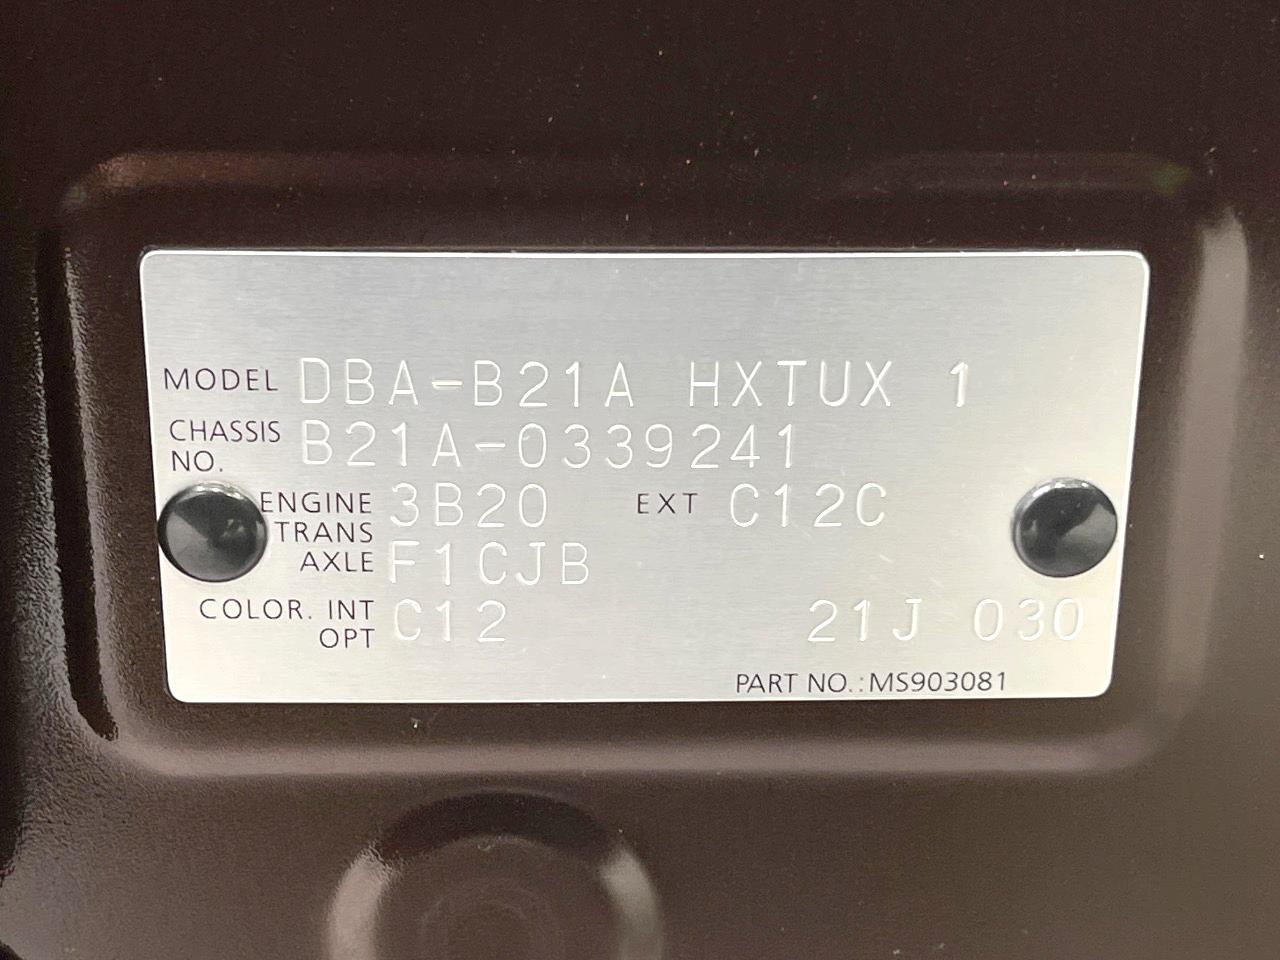 MODEL DBA-B21A HXTUX 1
CHASSIS NO. B21A-0339241
ENGINE 3B20 EXT C12C
TRANS AXLE F1CJB
COLOR. INT OPT C12 21J 030
PART NO.:MS903081